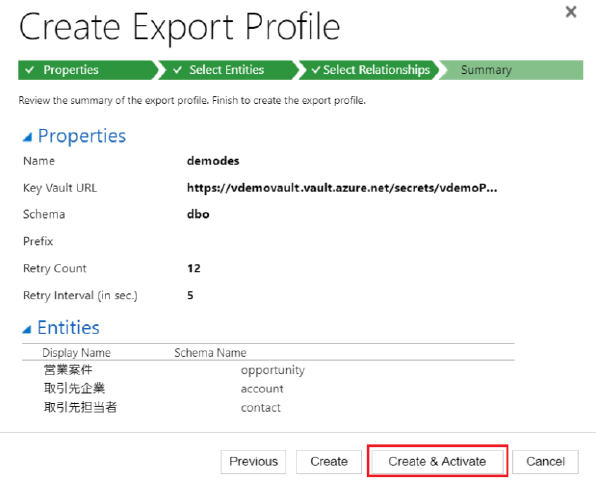 Create Export Profile
Properties Select Entities Select Relationships Summary
Review the summary of the export profile. Finish to create the export profile.
Properties
Name demodes
Key Vault URL https://vdemovault.vault.azure.net/secrets/vdemoP...
Schema dbo
Prefix
Retry Count 12
Retry Interval (in sec.) 5
Entities
Display Name Schema Name
営業案件 opportunity
取引先企業 account
取引先担当者 contact
Previous Create Create & Activate Cancel